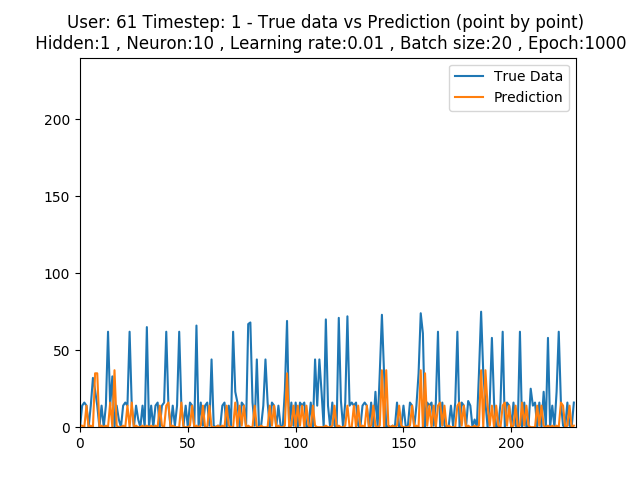 User: 61 Timestep: 1 - True data vs Prediction (point by point)
Hidden:1 , Neuron:10 , Learning rate:0.01 , Batch size:20 , Epoch:1000
True Data
Prediction
200
150
100
50
0
0 50 100 150 200